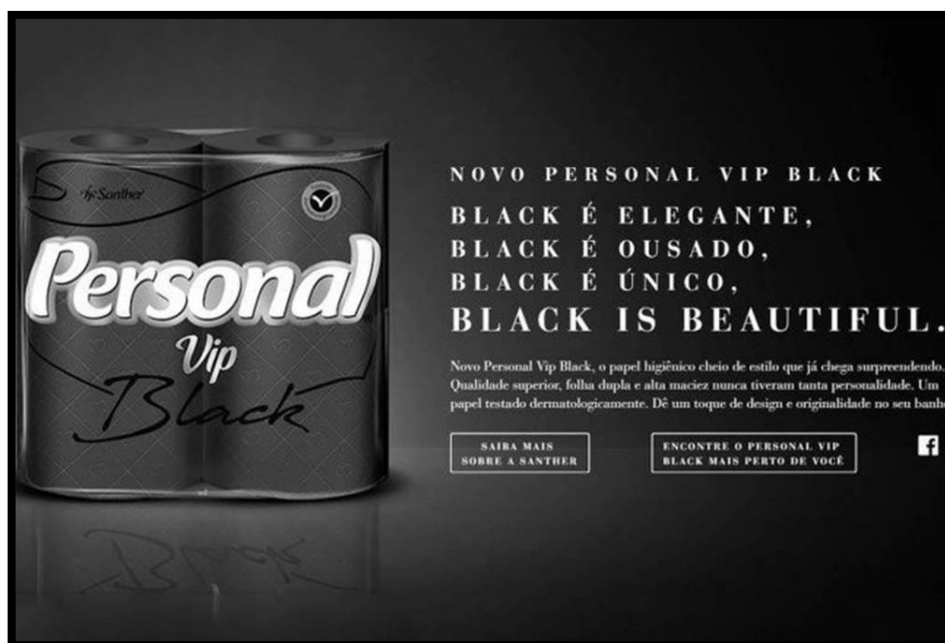 Santher
Personal
Vip
Black
NOVO PERSONAL VIP BLACK
BLACK É ELEGANTE,
BLACK É OUSADO,
BLACK É ÚNICO,
BLACK IS BEAUTIFUL.
Novo Personal Vip Black, o papel higiênico cheio de estilo que já chega surpreendendo.
Qualidade superior, folha dupla e alta maciez nunca tiveram tanta personalidade. Um
papel testado dermatologicamente. Dê um toque de design e originalidade no seu banh
SAIBA MAIS
SOBRE A SANTHER
ENCONTRE O PERSONAL VIP
BLACK MAIS PERTO DE VOCÊ
f